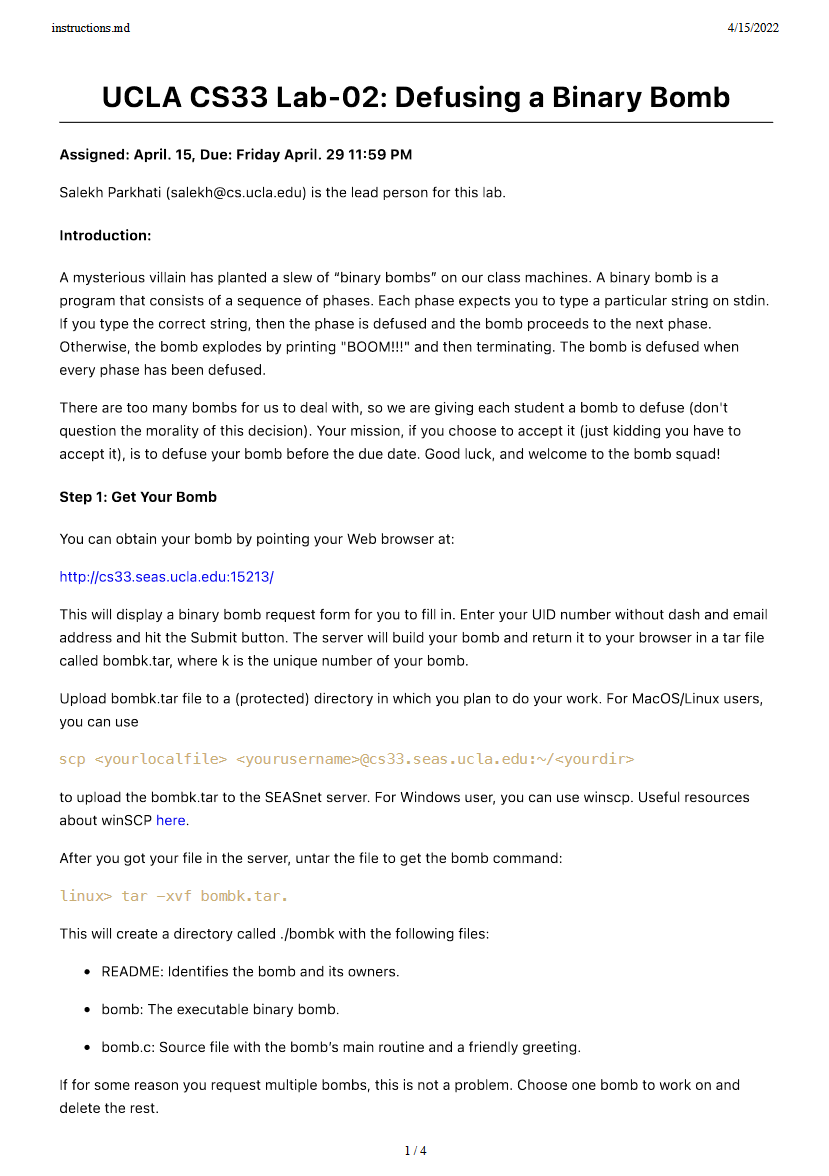 instructions.md
4/15/2022
UCLA CS33 Lab-02: Defusing a Binary Bomb
Assigned: April. 15, Due: Friday April. 29 11:59 PM
Salekh Parkhati (salekh@cs.ucla.edu) is the lead person for this lab.
Introduction:
A mysterious villain has planted a slew of “binary bombs” on our class machines. A binary bomb is a
program that consists of a sequence of phases. Each phase expects you to type a particular string on stdin.
If you type the correct string, then the phase is defused and the bomb proceeds to the next phase.
Otherwise, the bomb explodes by printing "BOOM!!!" and then terminating. The bomb is defused when
every phase has been defused.
There are too many bombs for us to deal with, so we are giving each student a bomb to defuse (don't
question the morality of this decision). Your mission, if you choose to accept it (just kidding you have to
accept it), is to defuse your bomb before the due date. Good luck, and welcome to the bomb squad!
Step 1: Get Your Bomb
You can obtain your bomb by pointing your Web browser at:
http://cs33.seas.ucla.edu:15213/
This will display a binary bomb request form for you to fill in. Enter your UID number without dash and email
address and hit the Submit button. The server will build your bomb and return it to your browser in a tar file
called bombk.tar, where k is the unique number of your bomb.
Upload bombk.tar file to a (protected) directory in which you plan to do your work. For MacOS/Linux users,
you can use
scp <yourlocalfile> <yourusername>@cs33.seas.ucla.edu:~/<yourdir>
to upload the bombk.tar to the SEASnet server. For Windows user, you can use winscp. Useful resources
about winSCP here.
After you got your file in the server, untar the file to get the bomb command:
linux> tar -xvf bombk.tar.
This will create a directory called ./bombk with the following files:
• README: Identifies the bomb and its owners.
• bomb: The executable binary bomb.
• bomb.c: Source file with the bomb’s main routine and a friendly greeting.
If for some reason you request multiple bombs, this is not a problem. Choose one bomb to work on and
delete the rest.
1 / 4